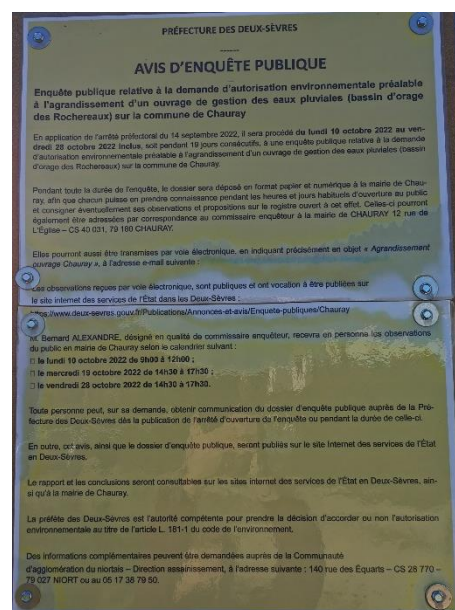 PRÉFECTURE DES DEUX-SÈVRES
AVIS D'ENQUÊTE PUBLIQUE
Enquête publique relative à la demande d'autorisation environnementale préalable
à l'agrandissement d'un ouvrage de gestion des eaux pluviales (bassin d'orage
des Rochereaux) sur la commune de Chauray
En application de l'arrêté préfectoral du 14 septembre 2022, il sera procédé du lundi 10 octobre 2022 au ven-
dredi 28 octobre 2022 inclus, soit pendant 19 jours consécutifs, à une enquête publique relative à la demande
d'autorisation environnementale préalable à l'agrandissement d'un ouvrage de gestion des eaux pluviales (bassin
d'orage des Rochereaux) sur la commune de Chauray.
Pendant toute la durée de l'enquête, le dossier sera déposé en format papier et numérique à la mairie de Chau-
ray, afin que chacun puisse en prendre connaissance pendant les heures et jours habituels d'ouverture au public
et consigner éventuellement ses observations et propositions sur le registre ouvert à cet effet. Celles-ci pourront
également être adressées par correspondance au commissaire enquêteur à la mairie de CHAURAY 12 rue de
L'Église – CS 40 031, 79 180 CHAURAY.
Elles pourront aussi être transmises par voie électronique, en indiquant précisément en objet « Agrandissement
ouvrage Chauray », à l'adresse e-mail suivante :
Les observations reçues par voie électronique, sont publiques et ont vocation à être publiées sur
le site internet des services de l'État dans les Deux-Sèvres :
https://www.deux-sevres.gouv.fr/Publications/Annonces-et-avis/Enquete-publiques/Chauray
M. Bernard ALEXANDRE, désigné en qualité de commissaire enquêteur, recevra en personne les observations
du public en mairie de Chauray selon le calendrier suivant :
□ le lundi 10 octobre 2022 de 9h00 à 12h00 ;
□ le mercredi 19 octobre 2022 de 14h30 à 17h30 ;
□ le vendredi 28 octobre 2022 de 14h30 à 17h30.
Toute personne peut, sur sa demande, obtenir communication du dossier d'enquête publique auprès de la Pré-
fecture des Deux-Sèvres dès la publication de l'arrêté d'ouverture de l'enquête ou pendant la durée de celle-ci.
En outre, cet avis, ainsi que le dossier d'enquête publique, seront publiés sur le site Internet des services de l'État
en Deux-Sèvres.
Le rapport et les conclusions seront consultables sur les sites internet des services de l'État en Deux-Sèvres, ain-
si qu'à la mairie de Chauray.
La préfète des Deux-Sèvres est l'autorité compétente pour prendre la décision d'accorder ou non l'autorisation
environnementale au titre de l'article L. 181-1 du code de l'environnement.
Des informations complémentaires peuvent être demandées auprès de la Communauté
d'agglomération du niortais – Direction assainissement, à l'adresse suivante : 140 rue des Équarts – CS 28 770 –
79 027 NIORT ou au 05 17 38 79 50.